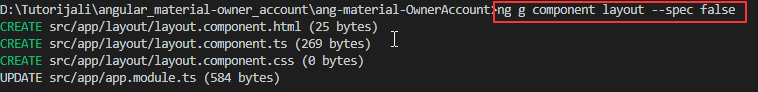 D:\Tutorijali\angular_material-owner_account\ang-material-OwnerAccount>ng g component layout --spec false
CREATE src/app/layout/layout.component.html (25 bytes)
CREATE src/app/layout/layout.component.ts (269 bytes)
CREATE src/app/layout/layout.component.css (0 bytes)
UPDATE src/app/app.module.ts (584 bytes)